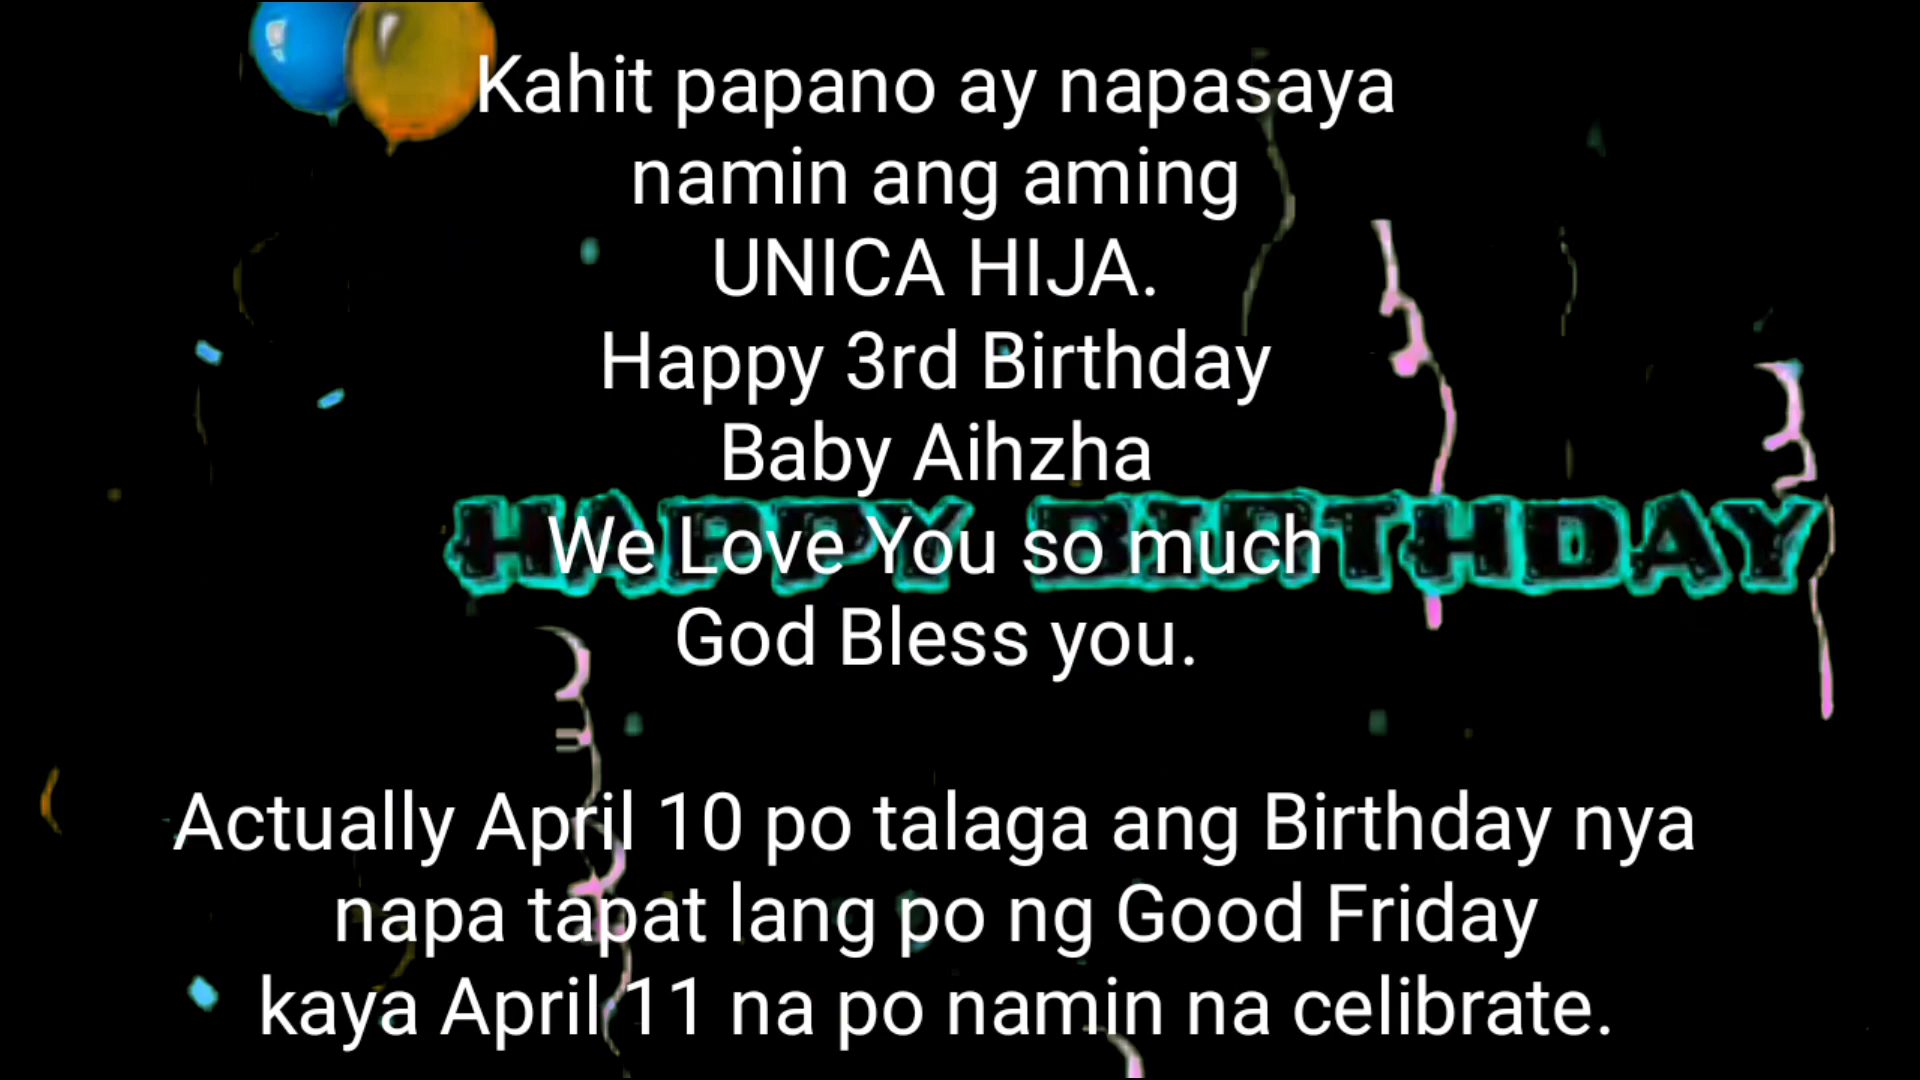 Kahit papano ay napasaya
namin ang aming
UNICA HIJA.
Happy 3rd Birthday
Baby Aihzha
HAPPY BIRTHDAY
We Love You so much
God Bless you.
Actually April 10 po talaga ang Birthday nya
napa tapat lang po ng Good Friday
kaya April 11 na po namin na celibrate.